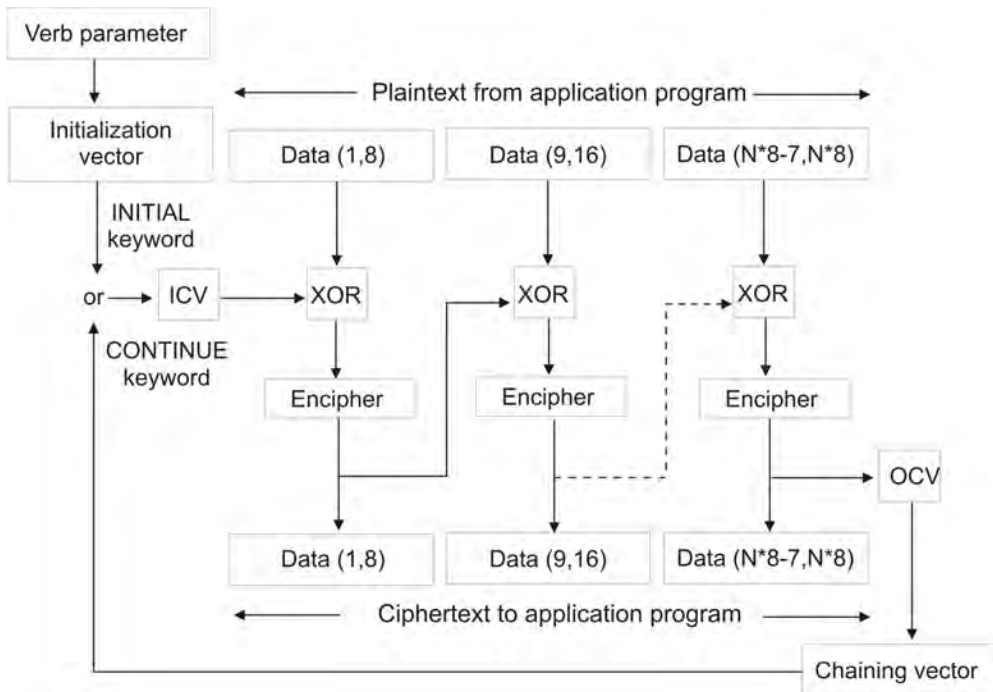 Verb parameter
Plaintext from application program
Initialization
vector
Data (1,8)
Data (9,16)
Data (N*8-7,N*8)
INITIAL
keyword
or
ICV
XOR
XOR
XOR
CONTINUE
keyword
Encipher
Encipher
Encipher
OCV
Data (1,8)
Data (9,16)
Data (N*8-7,N*8)
Ciphertext to application program
Chaining vector